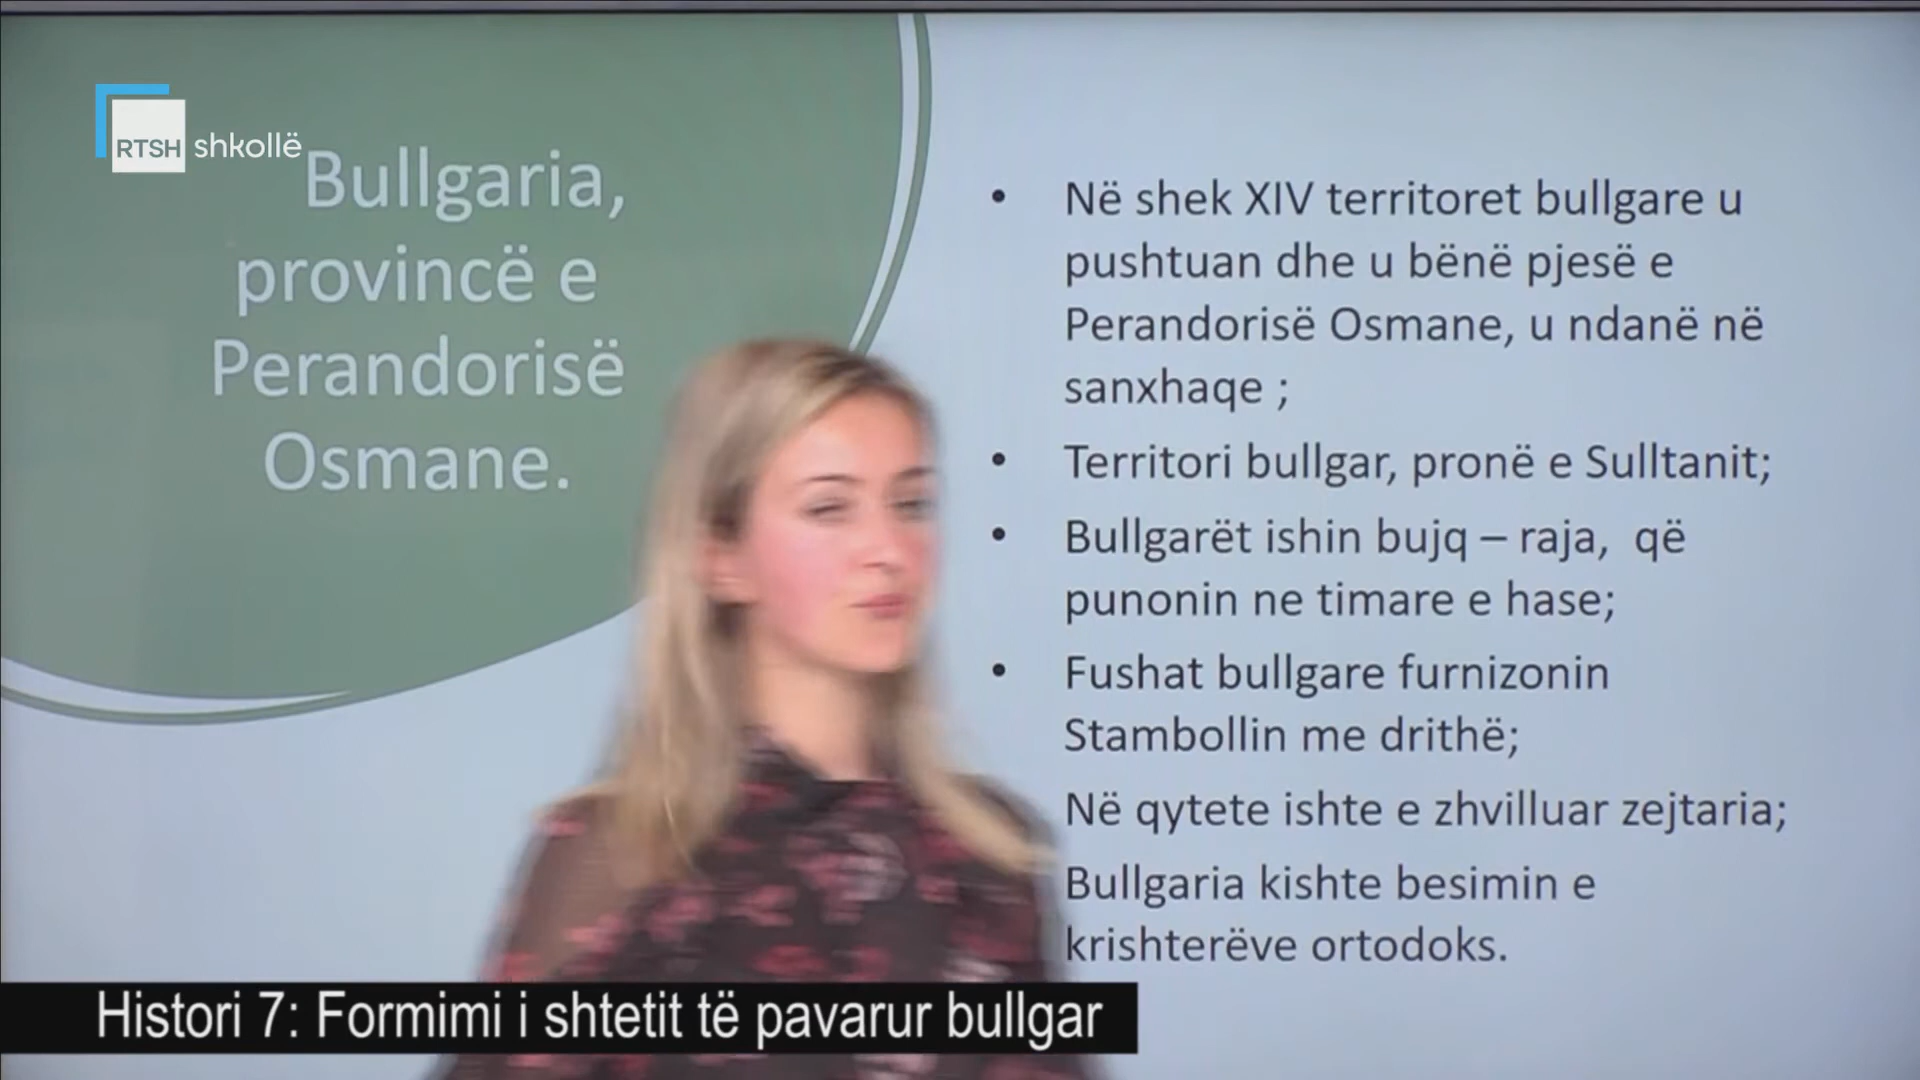 RTSH shkollë
Bullgaria,
provincë e
Perandorisë
Osmane.
• Në shek XIV territoret bullgare u
pushtuan dhe u bënë pjesë e
Perandorisë Osmane, u ndanë në
sanxhaqe ;
• Territori bullgar, pronë e Sulltanit;
• Bullgarët ishin bujq – raja, që
punonin ne timare e hase;
• Fushat bullgare furnizonin
Stambollin me drithë;
Në qytete ishte e zhvilluar zejtaria;
Bullgaria kishte besimin e
krishterëve ortodoks.
Histori 7: Formimi i shtetit të pavarur bullgar